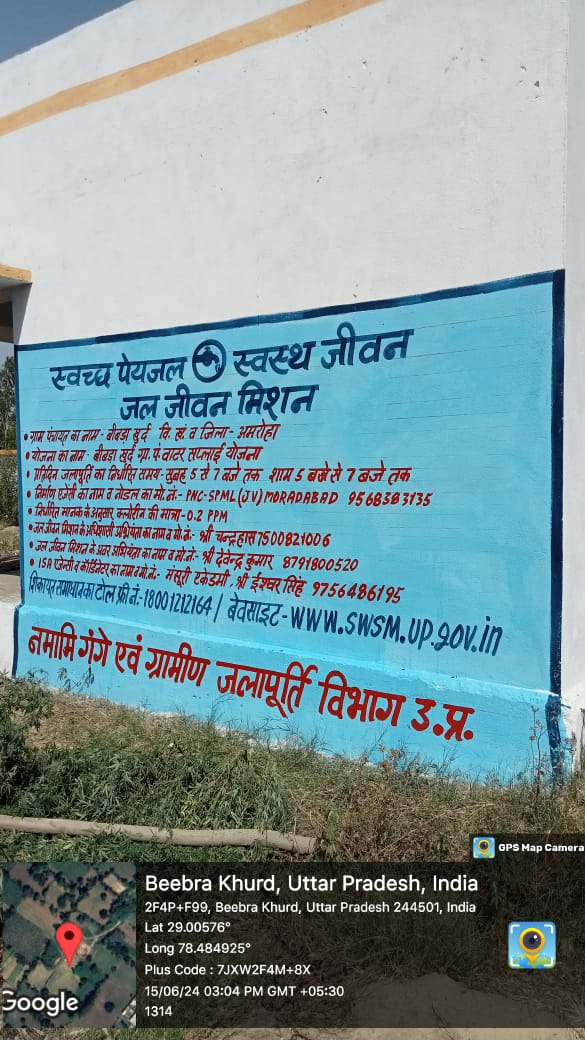 स्वच्छ पेयजल स्वस्थ जीवन
जल जीवन मिशन
• ग्राम पंचायत का नाम - बीबड़ा खुर्द वि. खं. व जिला - अमरोहा
• योजना का नाम - बीबड़ा खुर्द ग्रा. पे. वाटर सप्लाई योजना
• प्रतिदिन जलापूर्ति का निर्धारित समय - सुबह 5 से 7 बजे तक शाम 5 बजे से 7 बजे तक
• निर्माण एजेंसी का नाम व नोडल का मो.नं:- PNC-SPML (JV) MORADABAD 9568383135
• निर्धारित मानक के अनुसार क्लोरीन की मात्रा - 0.2 PPM
• जल जीवन मिशन के अधिशासी अभियंता का नाम व मो.नं:- श्री चन्द्रहास 7500821006
• जल जीवन मिशन के अवर अभियंता का नाम व मो.नं:- श्री देवेन्द्र कुमार 8791800520
• ISA एजेन्सी व कॉर्डिनेटर का नाम व मो.नं:- मंसूरी एकेडमी, श्री ईश्वर सिंह 9756486195
शिकायत समाधान का टोल फ्री नं:- 18001212164 / वेबसाइट - www.swsm.up.gov.in
नमामि गंगे एवं ग्रामीण जलापूर्ति विभाग उ.प्र.
GPS Map Camera
Beebra Khurd, Uttar Pradesh, India
2F4P+F99, Beebra Khurd, Uttar Pradesh 244501, India
Lat 29.00576°
Long 78.484925°
Plus Code : 7JXW2F4M+8X
15/06/24 03:04 PM GMT +05:30
1314
Google